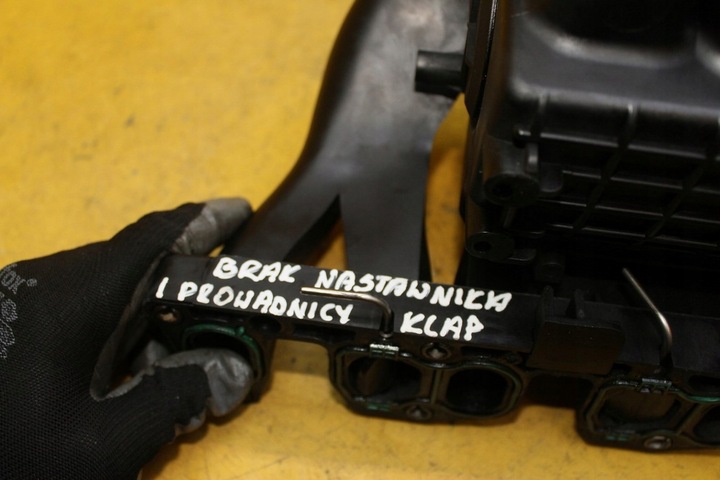 BRAK NASTAWNIKA
I PROWADNICY KLAP